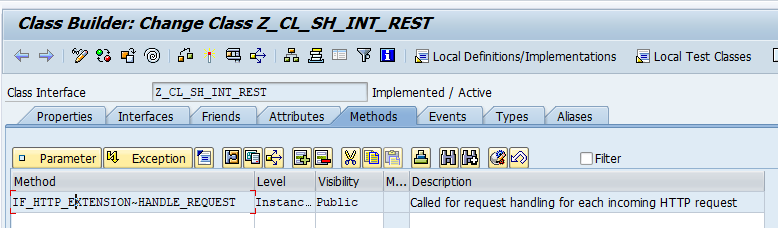 Class Builder: Change Class Z_CL_SH_INT_REST
Local Definitions/Implementations Local Test Classes
Class Interface Z_CL_SH_INT_REST Implemented / Active
Properties Interfaces Friends Attributes Methods Events Types Aliases
Parameter Exception Filter
Method Level Visibility M... Description
IF_HTTP_EXTENSION~HANDLE_REQUEST Instanc... Public Called for request handling for each incoming HTTP request